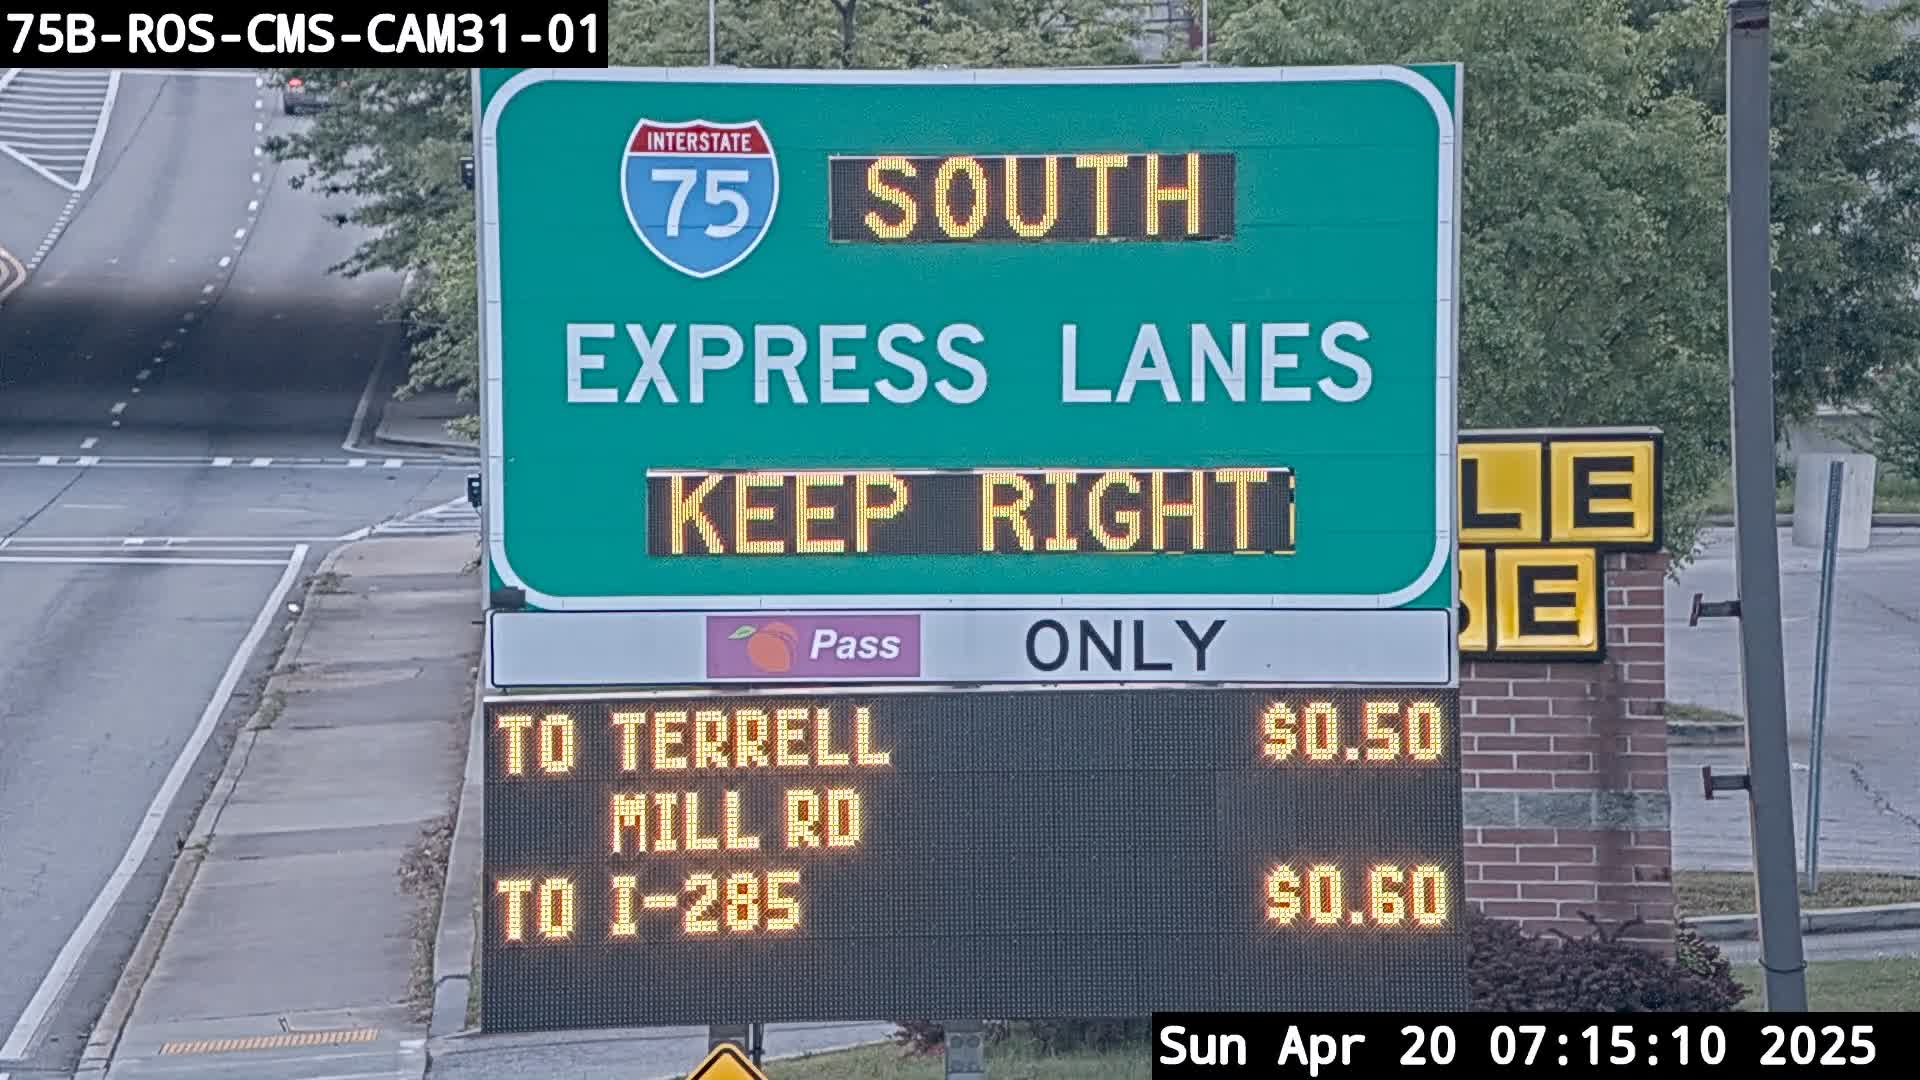 75B-ROS-CMS-CAM31-01
INTERSTATE
75
SOUTH
EXPRESS LANES
KEEP RIGHT
Pass ONLY
TO TERRELL $0.50
MILL RD
TO I-285 $0.60
LE
E
Sun Apr 20 07:15:10 2025